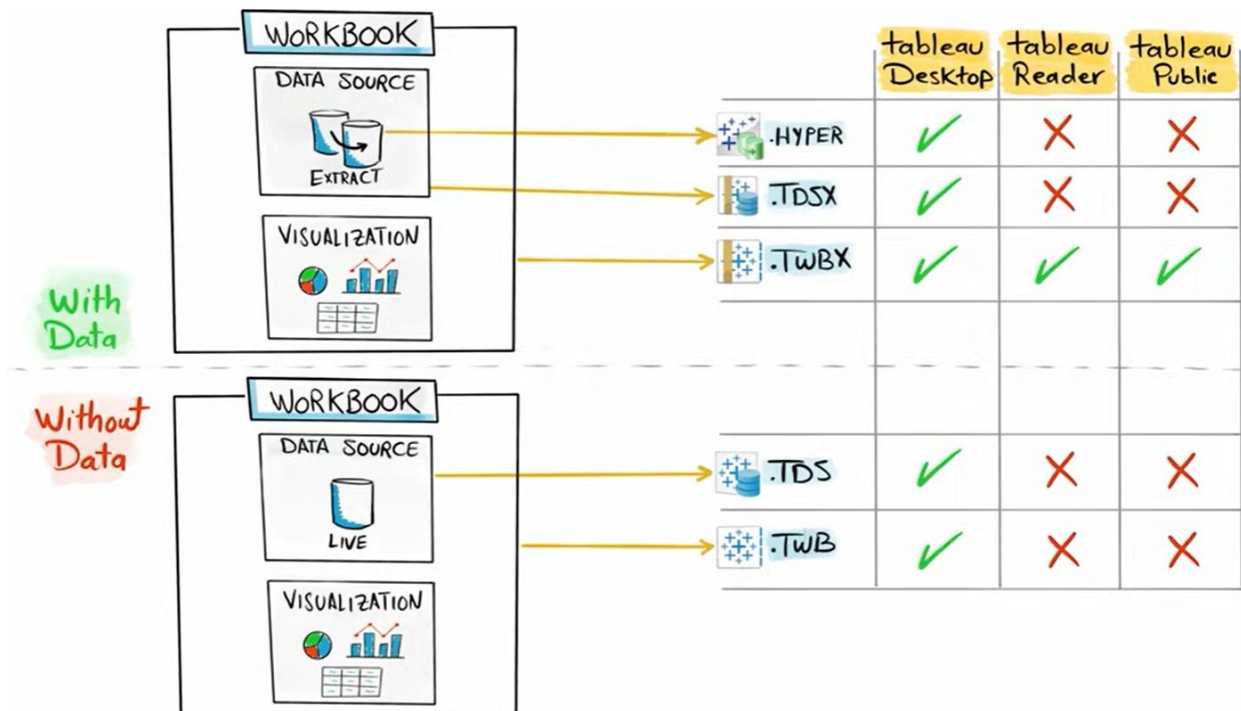 WORKBOOK
DATA SOURCE
EXTRACT
VISUALIZATION
With
Data
Without
Data
WORKBOOK
DATA SOURCE
LIVE
VISUALIZATION
tableau
Desktop
tableau
Reader
tableau
Public
.HYPER
.TDSX
.TWBX
.TDS
.TWB